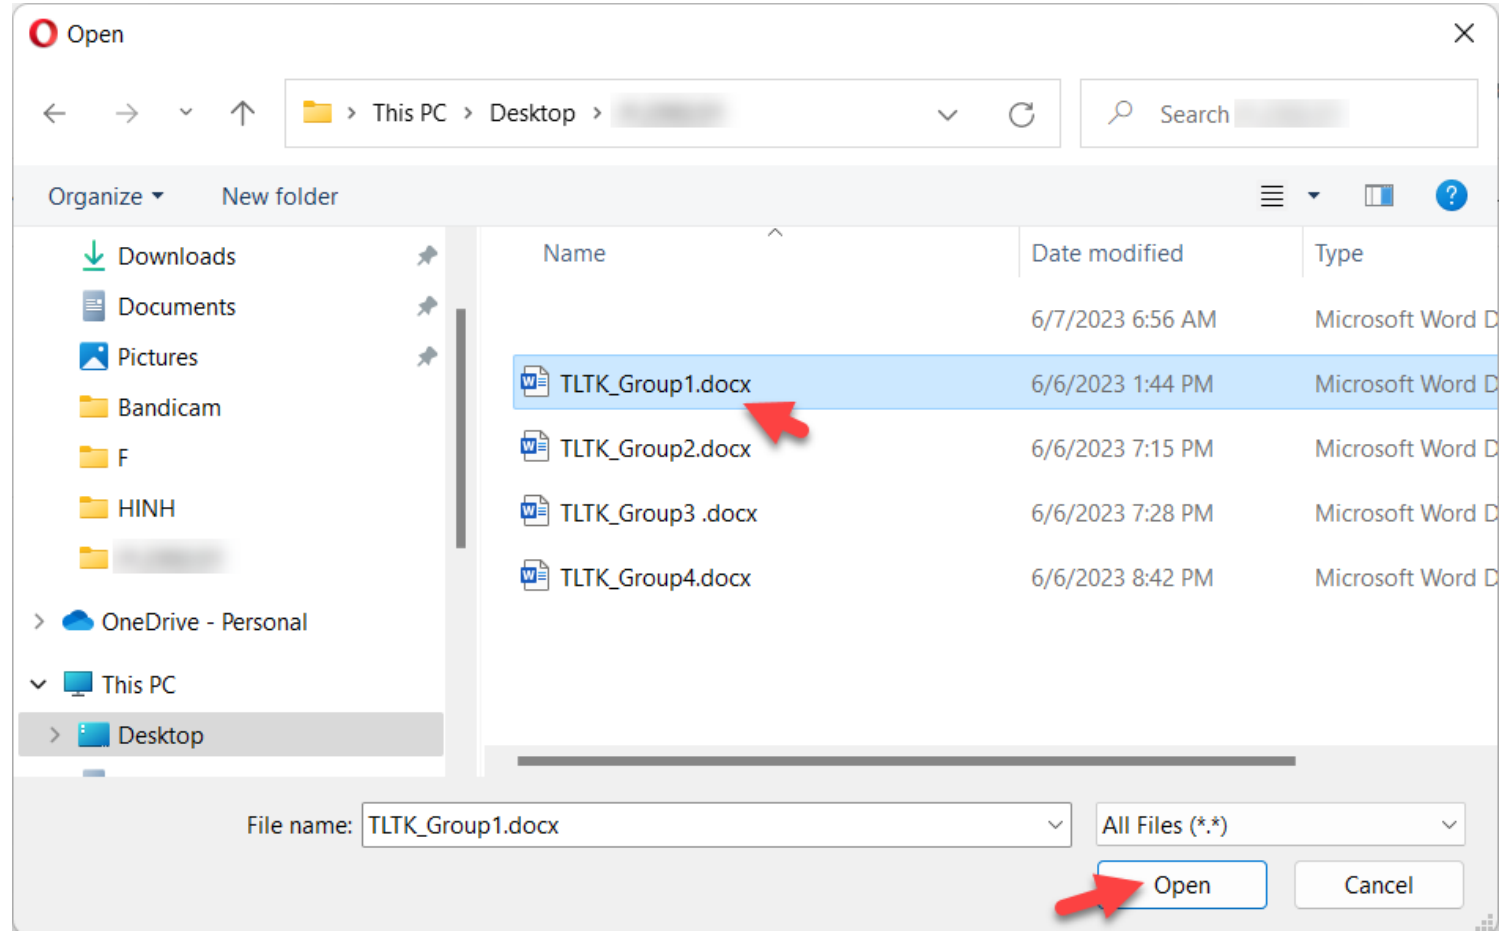 Open
This PC > Desktop >
Search
Organize
New folder
Downloads
Documents
Pictures
Bandicam
F
HINH
OneDrive - Personal
This PC
Desktop
Name Date modified Type
6/7/2023 6:56 AM Microsoft Word D
TLTK_Group1.docx 6/6/2023 1:44 PM Microsoft Word D
TLTK_Group2.docx 6/6/2023 7:15 PM Microsoft Word D
TLTK_Group3 .docx 6/6/2023 7:28 PM Microsoft Word D
TLTK_Group4.docx 6/6/2023 8:42 PM Microsoft Word D
File name: TLTK_Group1.docx All Files (*.*)
Open Cancel